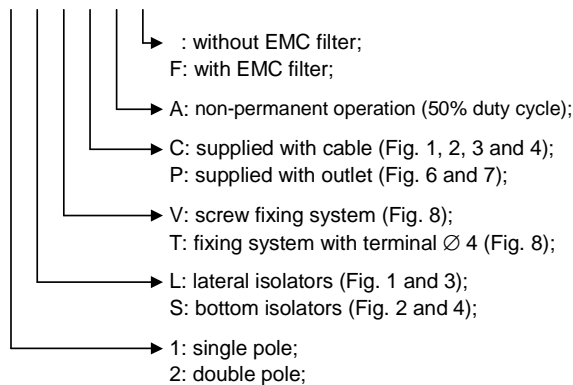 : without EMC filter;
F: with EMC filter;
A: non-permanent operation (50% duty cycle);
C: supplied with cable (Fig. 1, 2, 3 and 4);
P: supplied with outlet (Fig. 6 and 7);
V: screw fixing system (Fig. 8);
T: fixing system with terminal ∅ 4 (Fig. 8);
L: lateral isolators (Fig. 1 and 3);
S: bottom isolators (Fig. 2 and 4);
1: single pole;
2: double pole;